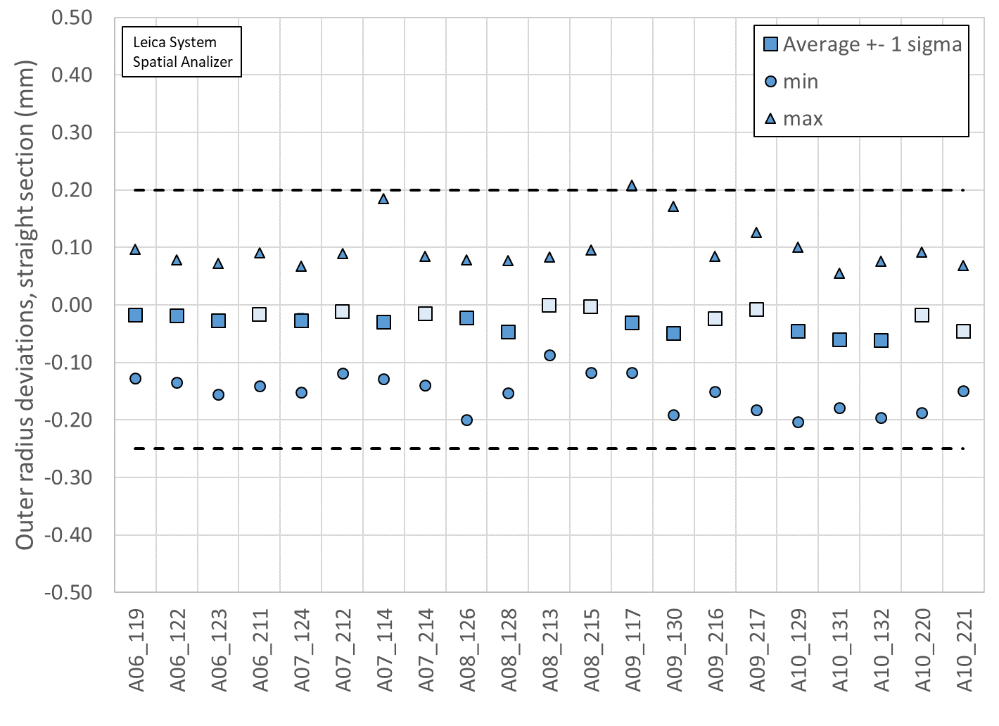 0.50
0.40
0.30
0.20
0.10
0.00
-0.10
-0.20
-0.30
-0.40
-0.50
Outer radius deviations, straight section (mm)
Leica System
Spatial Analizer
Average +- 1 sigma
min
max
A06_119
A06_122
A06_123
A06_211
A07_124
A07_212
A07_114
A07_214
A08_126
A08_128
A08_213
A08_215
A09_117
A09_130
A09_216
A09_217
A10_129
A10_131
A10_132
A10_220
A10_221